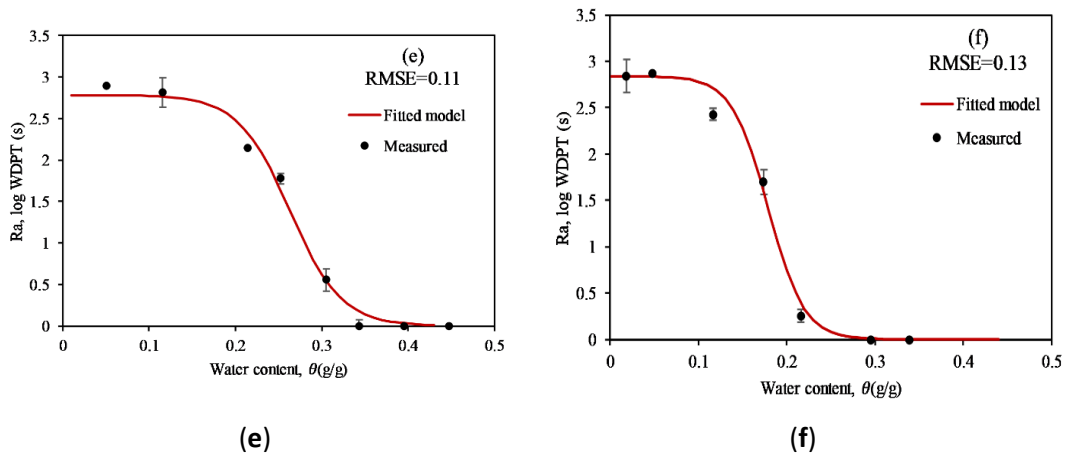 3.5
3
2.5
2
1.5
1
0.5
0
Ra, log WDPT (s)
(e)
RMSE=0.11
Fitted model
Measured
0 0.1 0.2 0.3 0.4 0.5
Water content, θ(g/g)
(e)
3.5
3
2.5
2
1.5
1
0.5
0
Ra, log WDPT (s)
(f)
RMSE=0.13
Fitted model
Measured
0 0.1 0.2 0.3 0.4 0.5
Water content, θ(g/g)
(f)